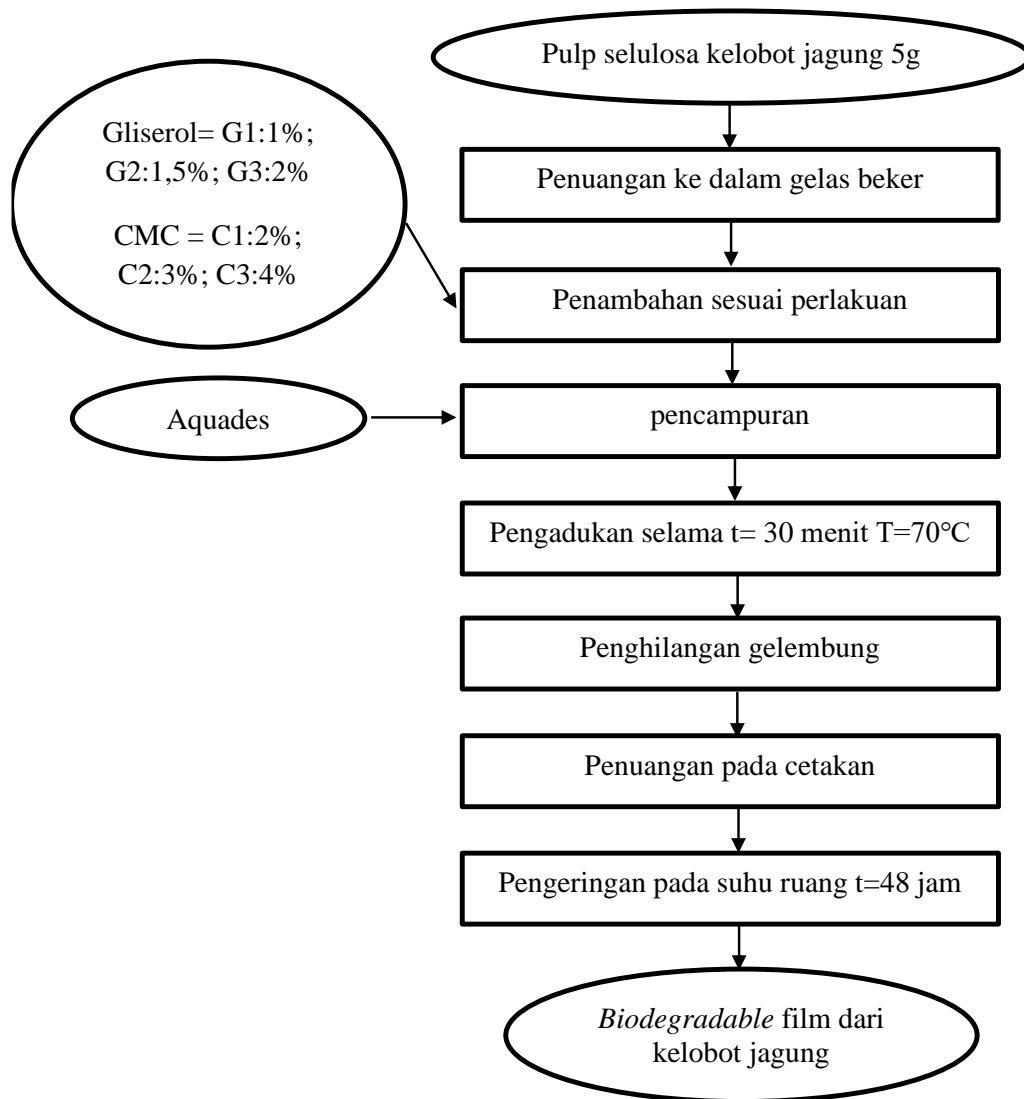 Pulp selulosa kelobot jagung 5g
Gliserol= G1:1%;
G2:1,5%; G3:2%
CMC = C1:2%;
C2:3%; C3:4%
Penuangan ke dalam gelas beker
Penambahan sesuai perlakuan
Aquades
pencampuran
Pengadukan selama t= 30 menit T=70°C
Penghilangan gelembung
Penuangan pada cetakan
Pengeringan pada suhu ruang t=48 jam
Biodegradable film dari
kelobot jagung